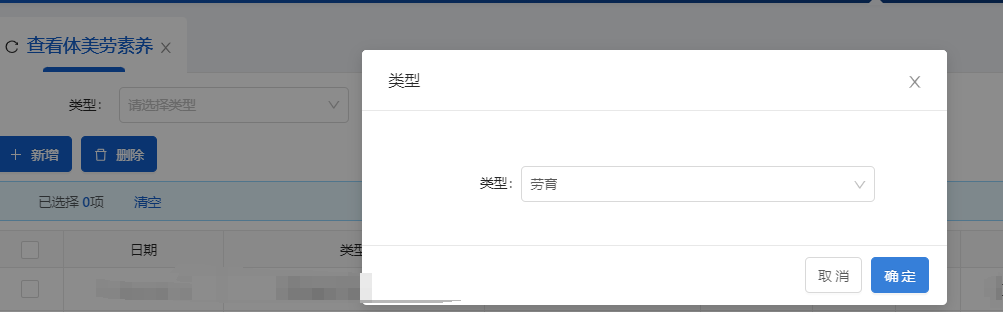 查看体美劳素养
类型：
请选择类型
新增
删除
已选择 0项
清空
日期
类型
类型
类型：
劳育
取 消
确 定